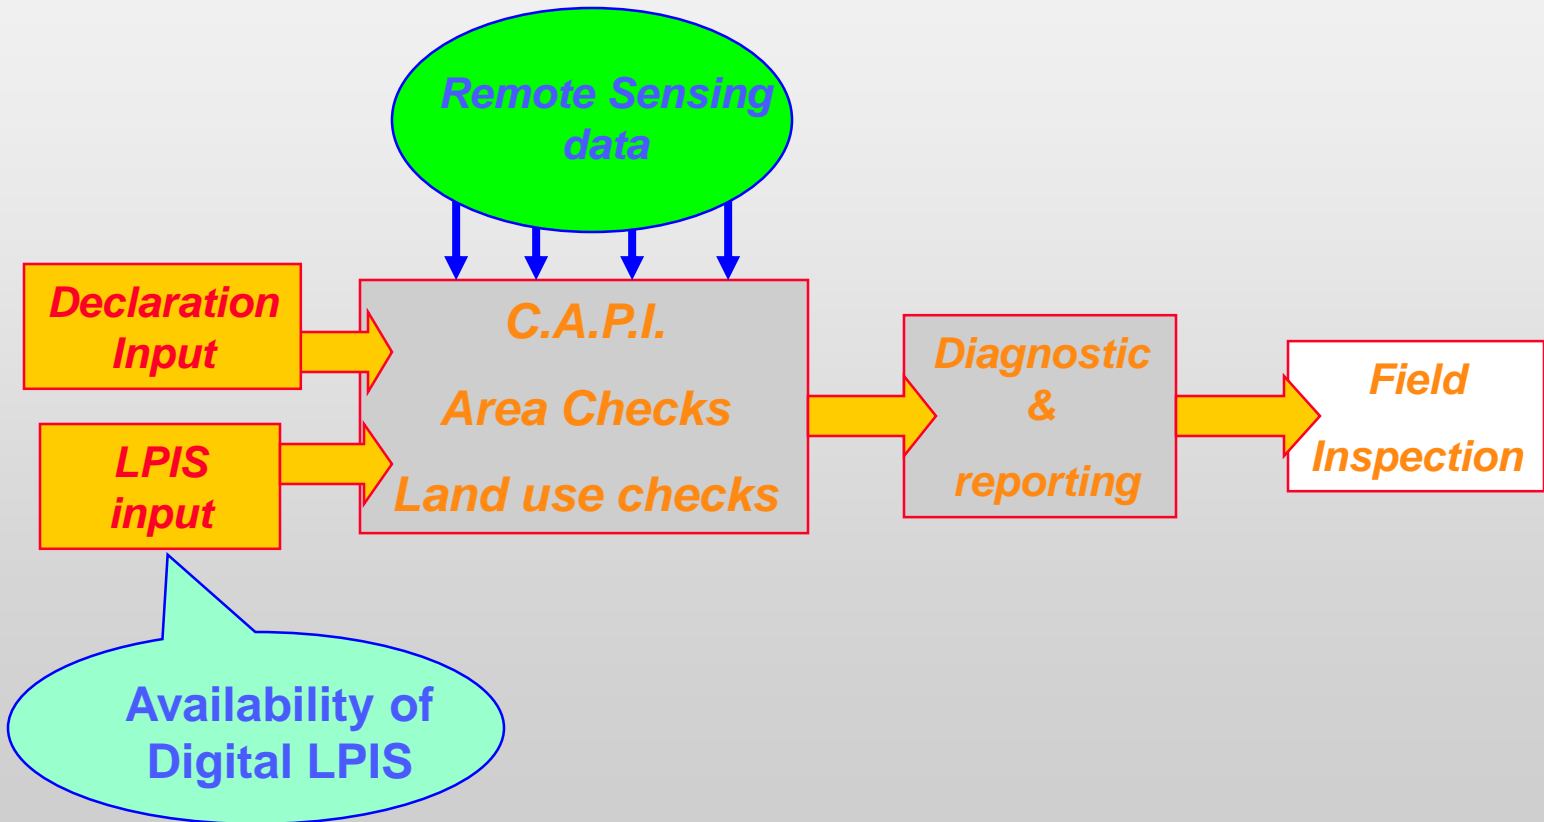 Remote Sensing
data
Declaration
Input
LPIS
input
C.A.P.I.
Area Checks
Land use checks
Diagnostic
&
reporting
Field
Inspection
Availability of
Digital LPIS